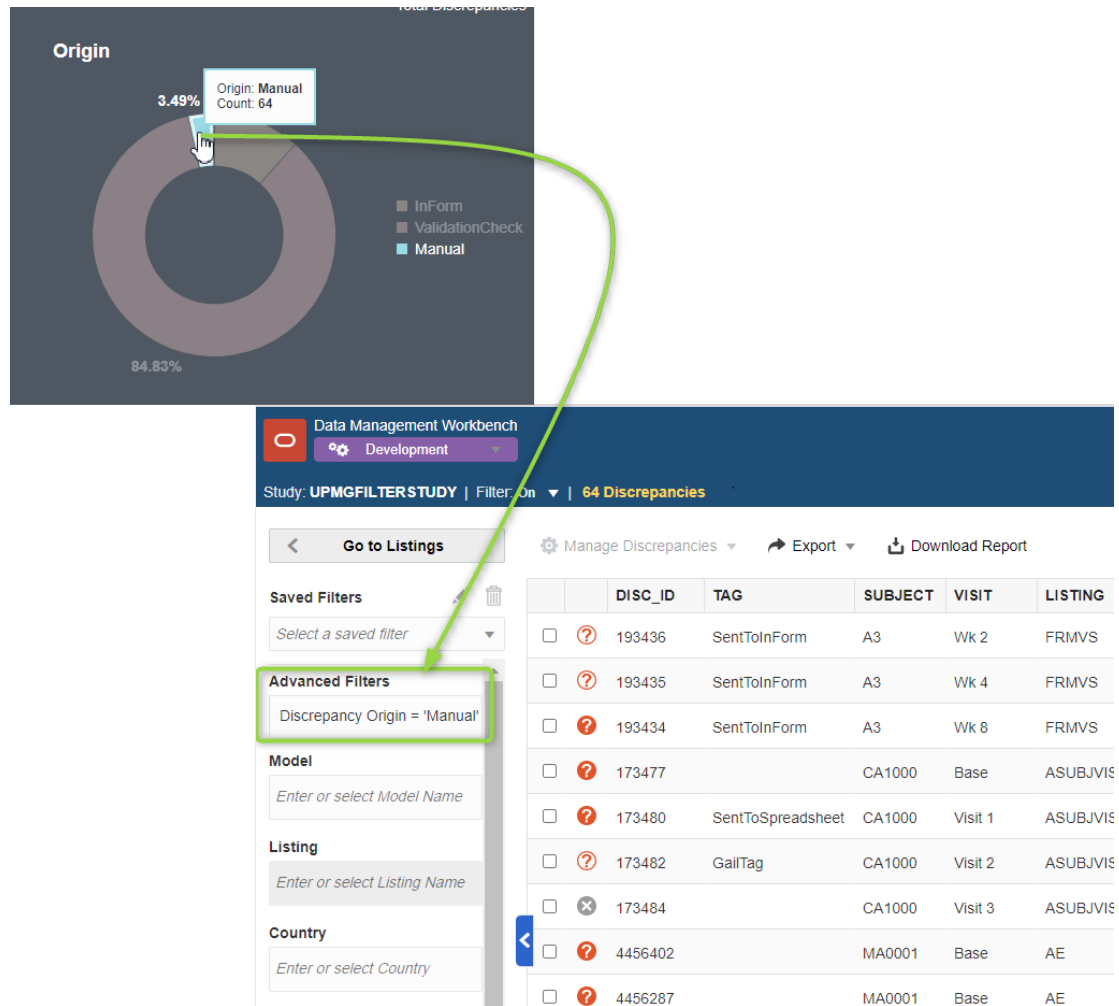 Total Discrepancies
Origin
Origin: Manual
Count: 64
3.49%
InForm
ValidationCheck
Manual
84.83%
Data Management Workbench
Development
Study: UPMGFILTERSTUDY | Filter: On | 64 Discrepancies
Go to Listings
Manage Discrepancies Export Download Report
Saved Filters
Select a saved filter
Advanced Filters
Discrepancy Origin = 'Manual'
Model
Enter or select Model Name
Listing
Enter or select Listing Name
Country
Enter or select Country
DISC_ID TAG SUBJECT VISIT LISTING
193436 SentToInForm A3 Wk 2 FRMVS
193435 SentToInForm A3 Wk 4 FRMVS
193434 SentToInForm A3 Wk 8 FRMVS
173477 CA1000 Base ASUBJVIS
173480 SentToSpreadsheet CA1000 Visit 1 ASUBJVIS
173482 GailTag CA1000 Visit 2 ASUBJVIS
173484 CA1000 Visit 3 ASUBJVIS
4456402 MA0001 Base AE
4456287 MA0001 Base AE